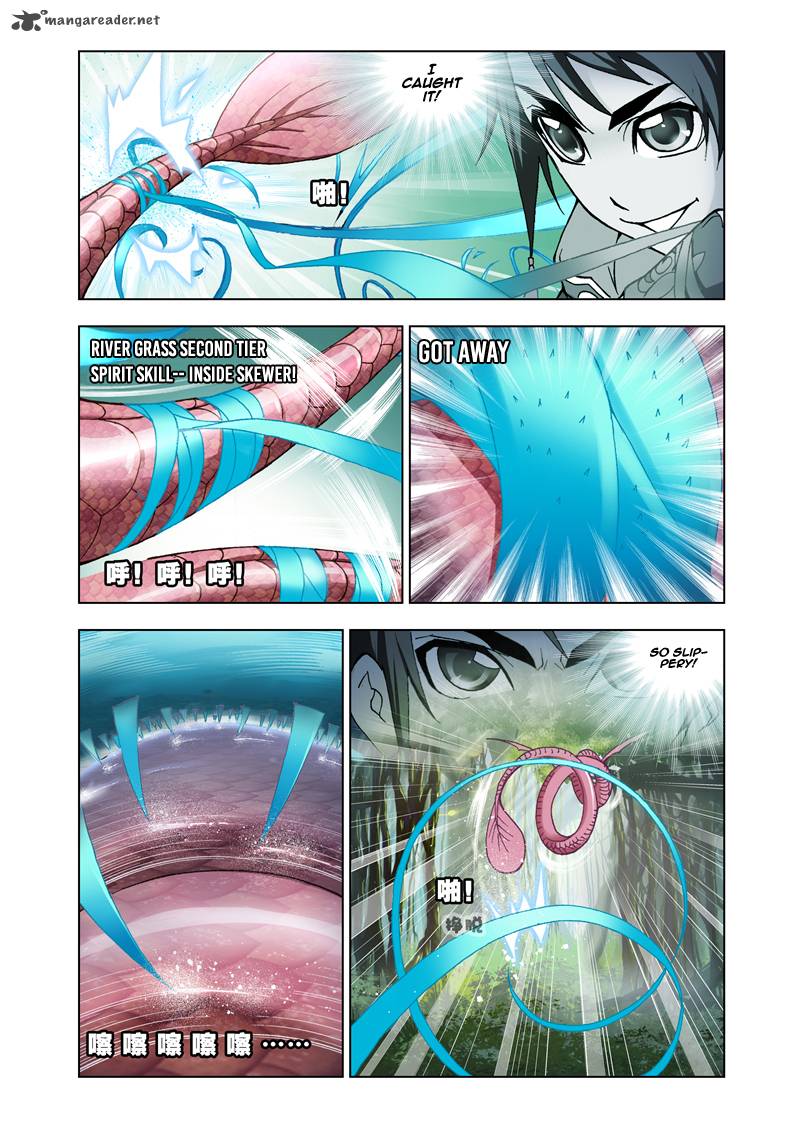 mangareader.net
I
CAUGHT
IT!
啪!
RIVER GRASS SECOND TIER
SPIRIT SKILL-- INSIDE SKEWER!
呼! 呼! 呼!
GOT AWAY
嚓 嚓 嚓 嚓 嚓 ······
SO SLIP-
PERY!
啪!
挣脱